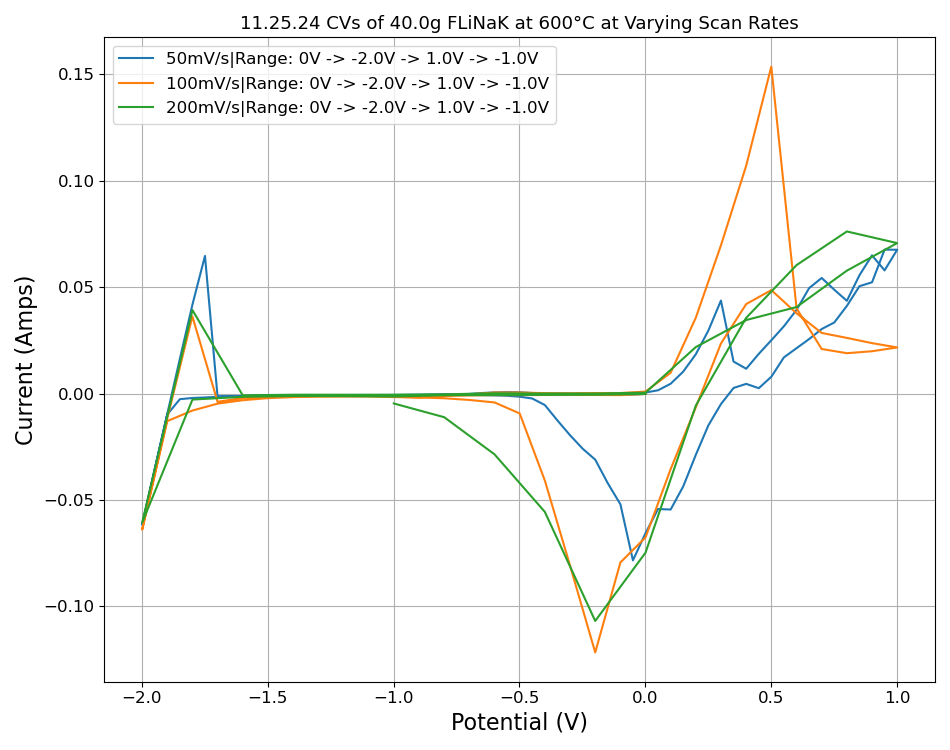 11.25.24 CVs of 40.0g FLiNaK at 600°C at Varying Scan Rates
50mV/s|Range: 0V -> -2.0V -> 1.0V -> -1.0V
100mV/s|Range: 0V -> -2.0V -> 1.0V -> -1.0V
200mV/s|Range: 0V -> -2.0V -> 1.0V -> -1.0V
0.15
0.10
0.05
0.00
−0.05
−0.10
Current (Amps)
−2.0 −1.5 −1.0 −0.5 0.0 0.5 1.0
Potential (V)